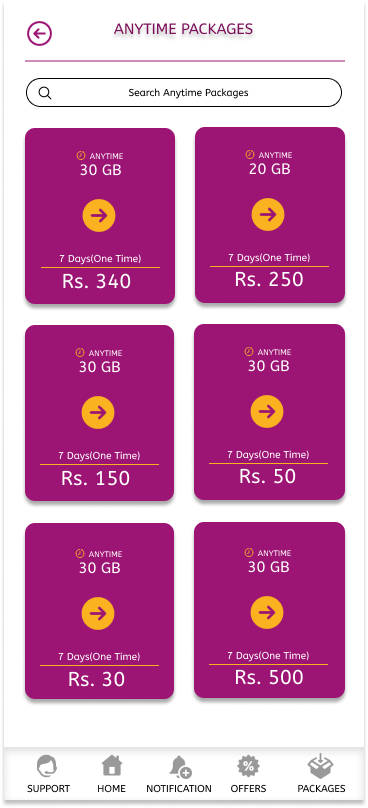 ANYTIME PACKAGES
Search Anytime Packages
ANYTIME
30 GB
7 Days(One Time)
Rs. 340
ANYTIME
20 GB
7 Days(One Time)
Rs. 250
ANYTIME
30 GB
7 Days(One Time)
Rs. 150
ANYTIME
30 GB
7 Days(One Time)
Rs. 50
ANYTIME
30 GB
7 Days(One Time)
Rs. 30
ANYTIME
30 GB
7 Days(One Time)
Rs. 500
SUPPORT HOME NOTIFICATION OFFERS PACKAGES